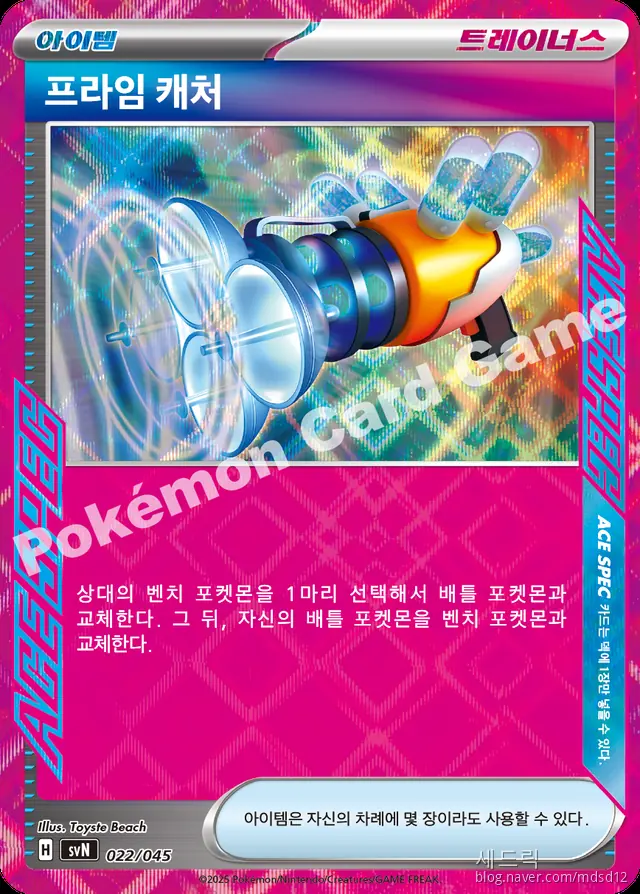 아이템
트레이너스
프라임 캐처
ACE SPEC
ACE SPEC
ACE SPEC 카드는 덱에 1장만 넣을 수 있다.
Pokémon Card Game
상대의 벤치 포켓몬을 1마리 선택해서 배틀 포켓몬과
교체한다. 그 뒤, 자신의 배틀 포켓몬을 벤치 포켓몬과
교체한다.
아이템은 자신의 차례에 몇 장이라도 사용할 수 있다.
Illus. Toyste Beach
H svN 022/045
세드릭
blog.naver.com/mdsd12
©2025 Pokémon/Nintendo/Creatures/GAME FREAK.